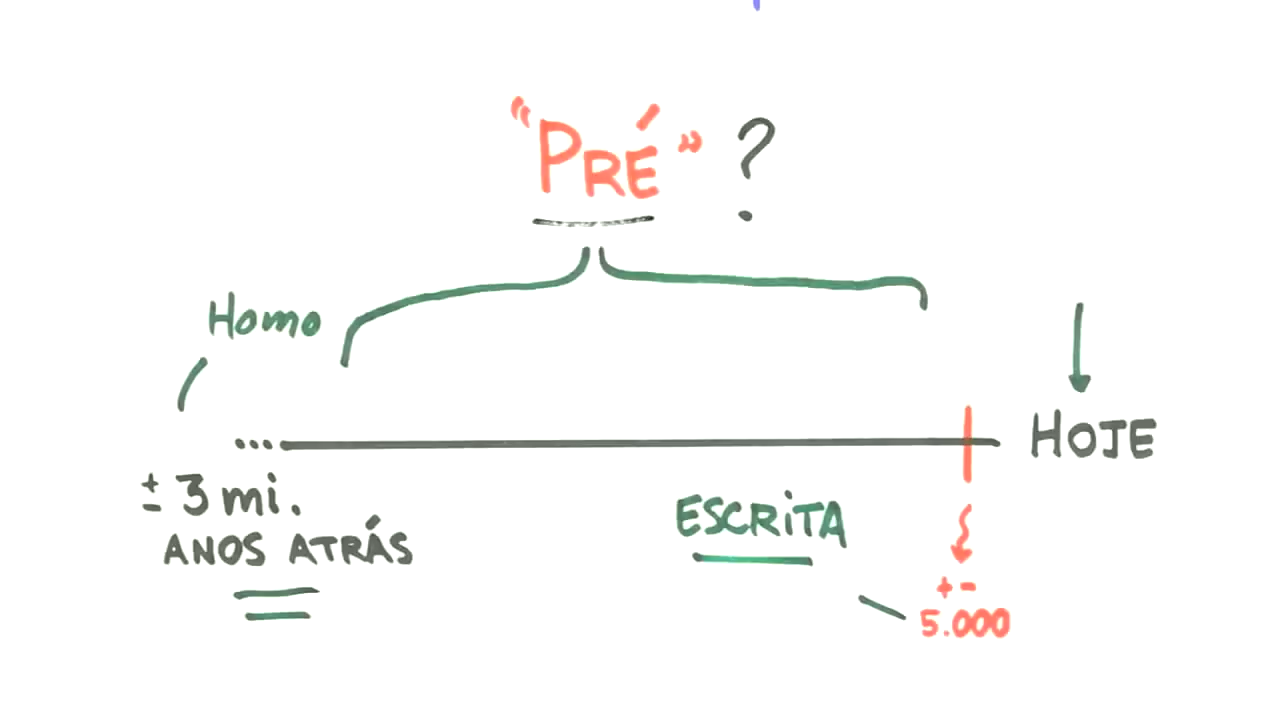 “PRÉ” ?
Homo
HOJE
± 3 mi.
ANOS ATRÁS
ESCRiTA
+-
5.000